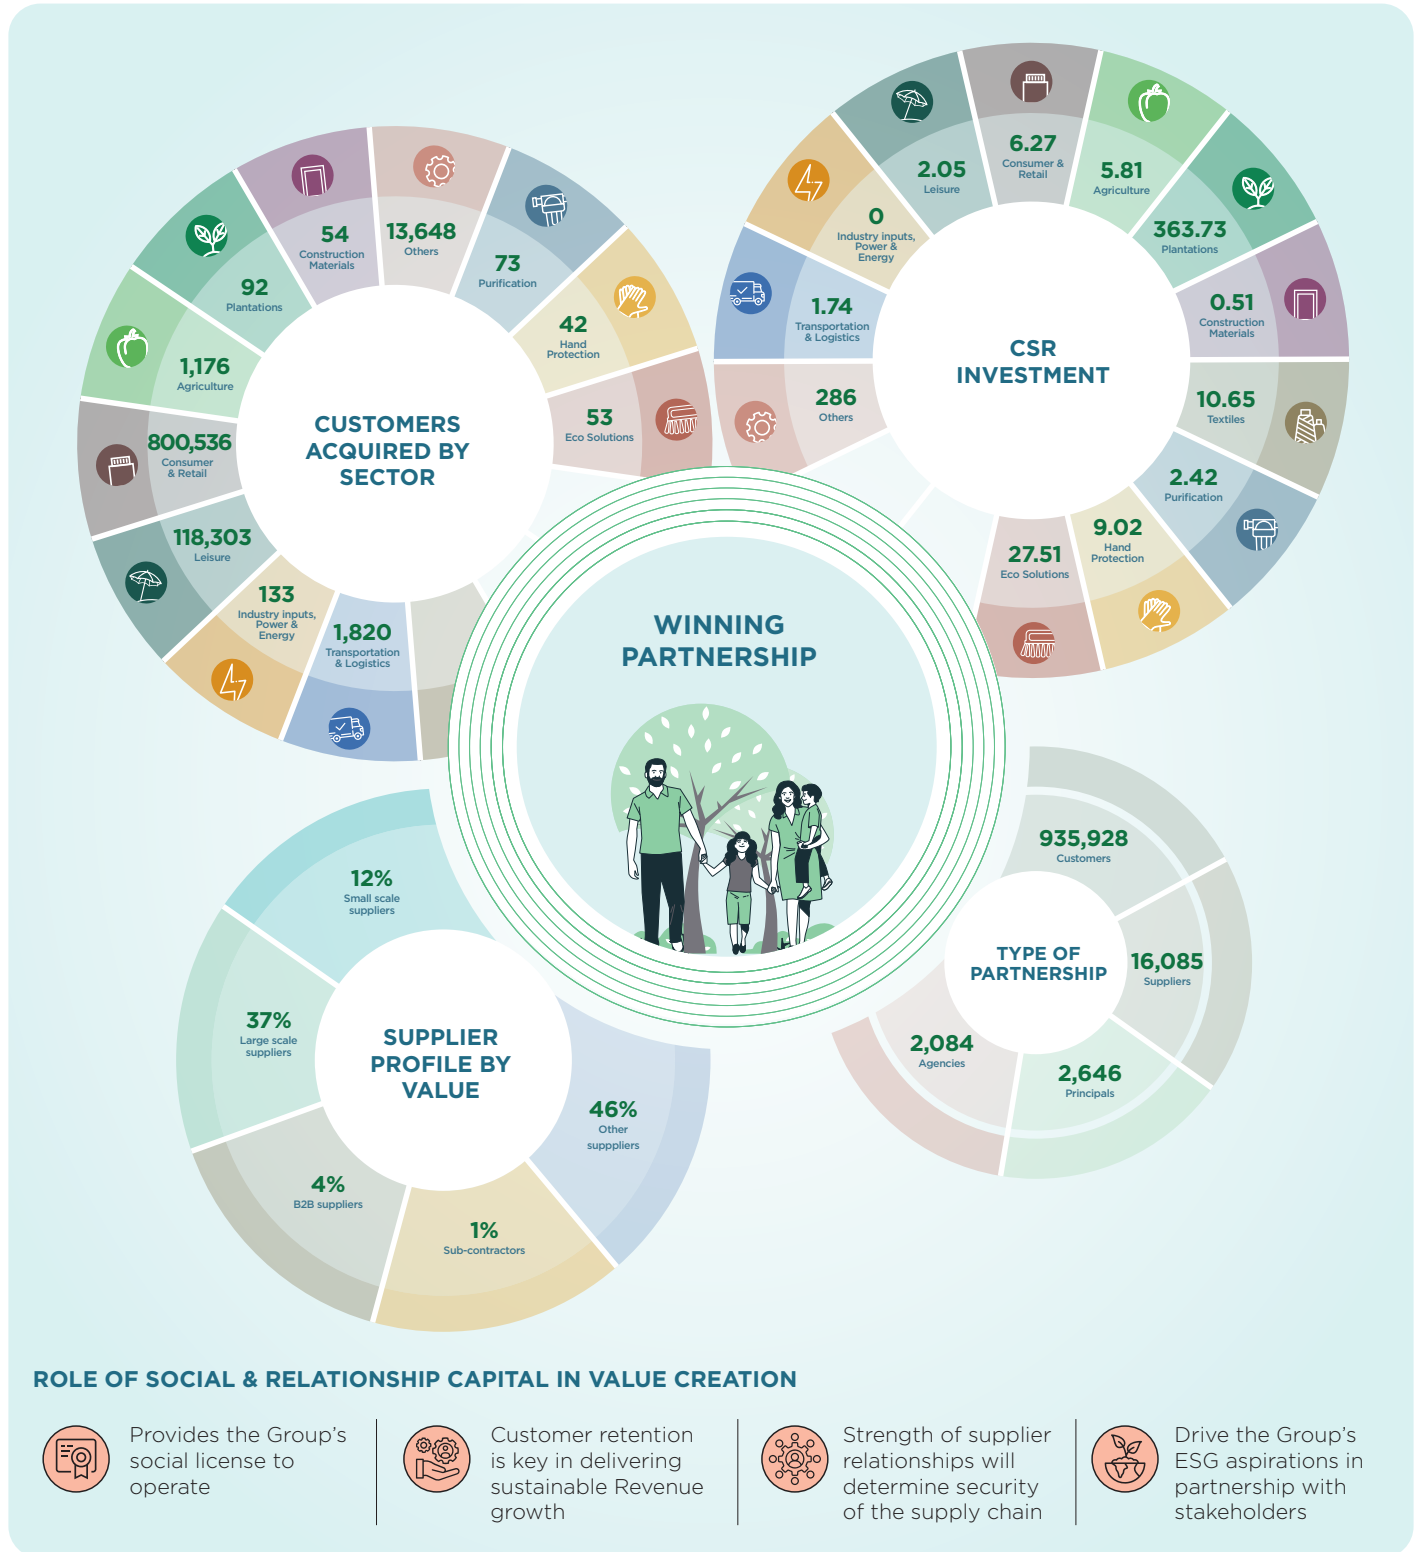 CUSTOMERS
ACQUIRED BY
SECTOR
13,648
Others
73
Purification
42
Hand
Protection
53
Eco Solutions
1,820
Transportation
& Logistics
133
Industry inputs,
Power &
Energy
118,303
Leisure
800,536
Consumer
& Retail
1,176
Agriculture
92
Plantations
54
Construction
Materials
CSR
INVESTMENT
6.27
Consumer &
Retail
5.81
Agriculture
363.73
Plantations
0.51
Construction
Materials
10.65
Textiles
2.42
Purification
9.02
Hand
Protection
27.51
Eco Solutions
286
Others
1.74
Transportation
& Logistics
0
Industry inputs,
Power &
Energy
2.05
Leisure
WINNING
PARTNERSHIP
SUPPLIER
PROFILE BY
VALUE
12%
Small scale
suppliers
37%
Large scale
suppliers
4%
B2B suppliers
1%
Sub-contractors
46%
Other
supppliers
TYPE OF
PARTNERSHIP
935,928
Customers
16,085
Suppliers
2,646
Principals
2,084
Agencies
ROLE OF SOCIAL & RELATIONSHIP CAPITAL IN VALUE CREATION
Provides the Group's
social license to
operate
Customer retention
is key in delivering
sustainable Revenue
growth
Strength of supplier
relationships will
determine security
of the supply chain
Drive the Group's
ESG aspirations in
partnership with
stakeholders